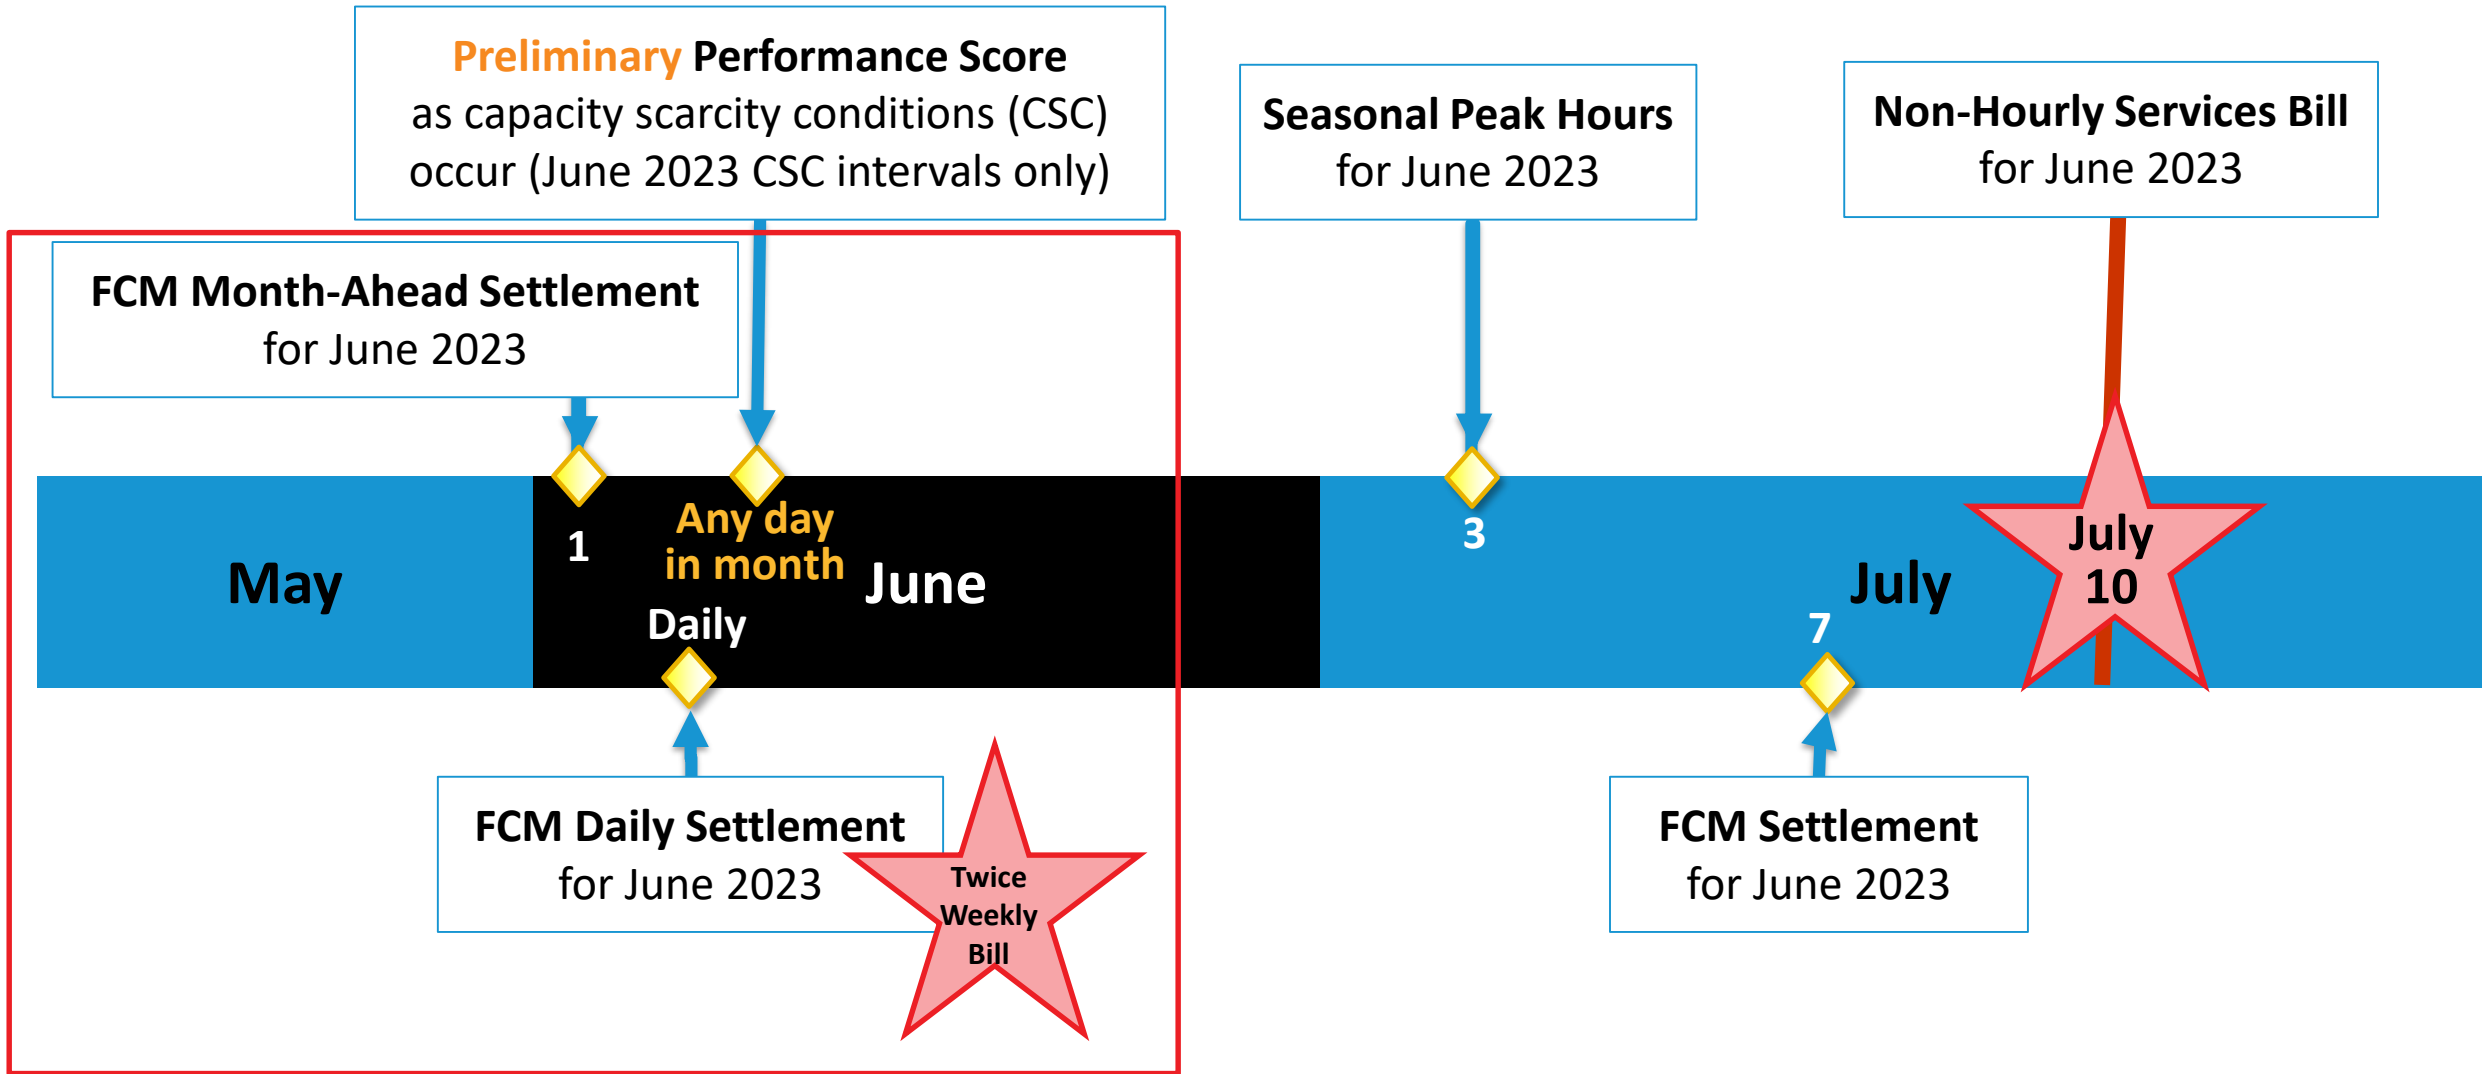 Preliminary Performance Score
as capacity scarcity conditions (CSC)
occur (June 2023 CSC intervals only)
Seasonal Peak Hours
for June 2023
Non-Hourly Services Bill
for June 2023
FCM Month-Ahead Settlement
for June 2023
May
1
Any day
in month
June
Daily
3
July
7
July
10
FCM Daily Settlement
for June 2023
Twice
Weekly
Bill
FCM Settlement
for June 2023